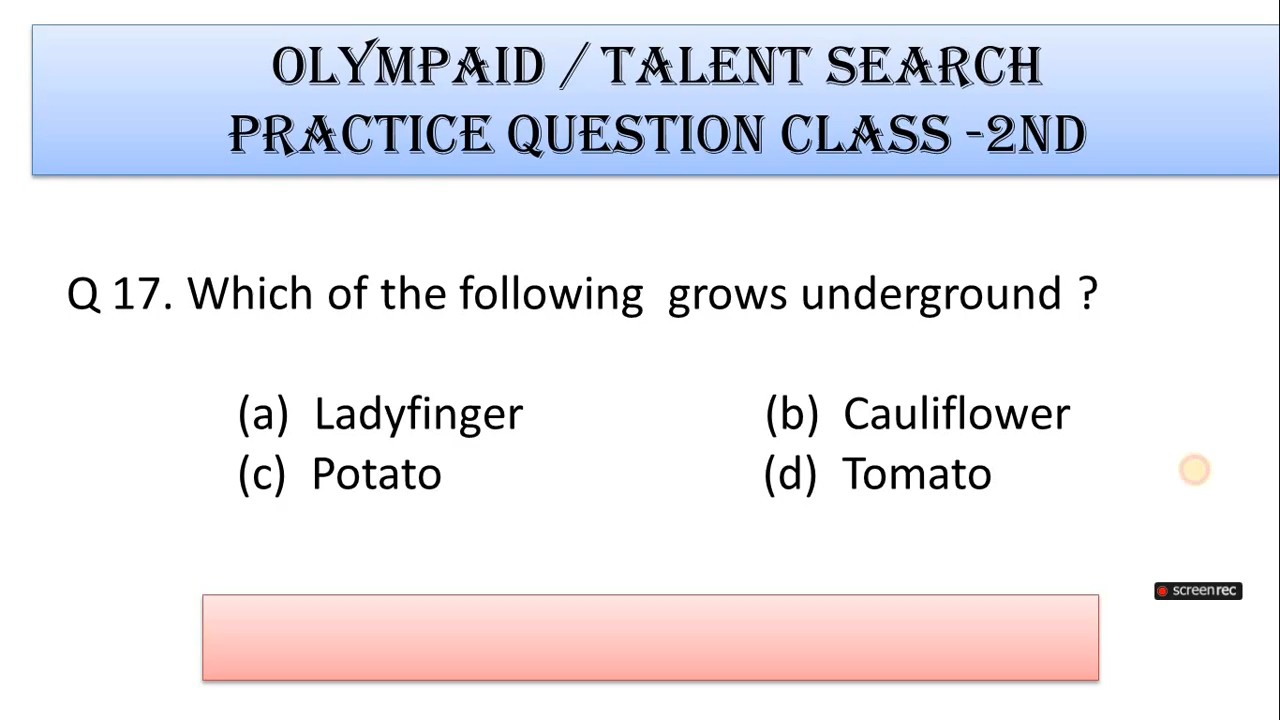 OLYMPAID / TALENT SEARCH
PRACTICE QUESTION CLASS -2ND
Q 17. Which of the following grows underground ?
(a) Ladyfinger (b) Cauliflower
(c) Potato (d) Tomato
screenrec